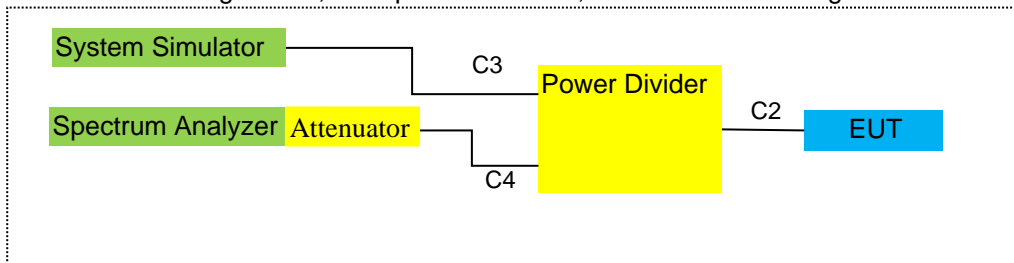 System Simulator
C3
Power Divider
C2
EUT
Spectrum Analyzer
Attenuator
C4